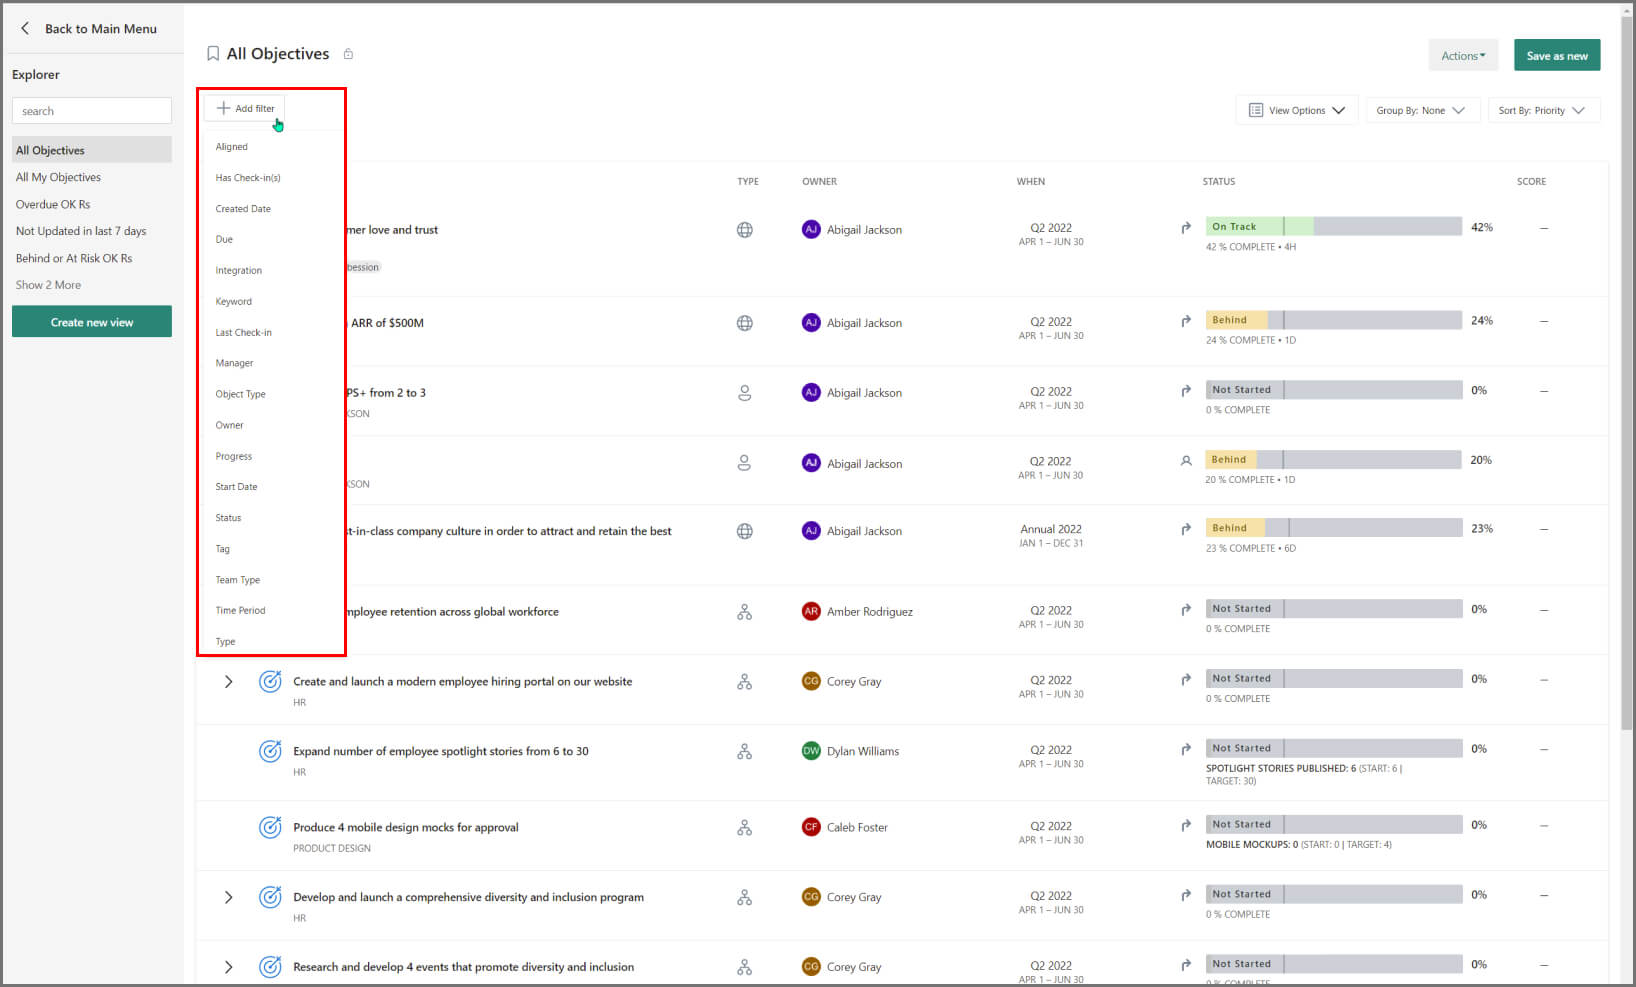 Back to Main Menu
Explorer
search
All Objectives
All My Objectives
Overdue OK Rs
Not Updated in last 7 days
Behind or At Risk OK Rs
Show 2 More
Create new view
All Objectives
Actions
Save as new
Add filter
View Options
Group By: None
Sort By: Priority
Aligned
Has Check-in(s)
Created Date
Due
Integration
Keyword
Last Check-in
Manager
Object Type
Owner
Progress
Start Date
Status
Tag
Team Type
Time Period
Type
TYPE OWNER WHEN STATUS SCORE
mer love and trust AJ Abigail Jackson Q2 2022 On Track 42% –
APR 1 – JUN 30 42 % COMPLETE • 4H
bession
ARR of $500M AJ Abigail Jackson Q2 2022 Behind 24% –
APR 1 – JUN 30 24 % COMPLETE • 1D
PS+ from 2 to 3 AJ Abigail Jackson Q2 2022 Not Started 0% –
KSON APR 1 – JUN 30 0 % COMPLETE
AJ Abigail Jackson Q2 2022 Behind 20%
KSON APR 1 – JUN 30 20 % COMPLETE • 1D
t-in-class company culture in order to attract and retain the best AJ Abigail Jackson Annual 2022 Behind 23% –
JAN 1 – DEC 31 23 % COMPLETE • 6D
mployee retention across global workforce AR Amber Rodriguez Q2 2022 Not Started 0% –
APR 1 – JUN 30 0 % COMPLETE
Create and launch a modern employee hiring portal on our website CG Corey Gray Q2 2022 Not Started 0% –
HR APR 1 – JUN 30 0 % COMPLETE
Expand number of employee spotlight stories from 6 to 30 DW Dylan Williams Q2 2022 Not Started 0% –
HR APR 1 – JUN 30 SPOTLIGHT STORIES PUBLISHED: 6 (START: 6 |
TARGET: 30)
Produce 4 mobile design mocks for approval CF Caleb Foster Q2 2022 Not Started 0% –
PRODUCT DESIGN APR 1 – JUN 30 MOBILE MOCKUPS: 0 (START: 0 | TARGET: 4)
Develop and launch a comprehensive diversity and inclusion program CG Corey Gray Q2 2022 Not Started 0% –
HR APR 1 – JUN 30 0 % COMPLETE
Research and develop 4 events that promote diversity and inclusion CG Corey Gray Q2 2022 Not Started 0% –
APR 1 – JUN 30 0 % COMPLETE